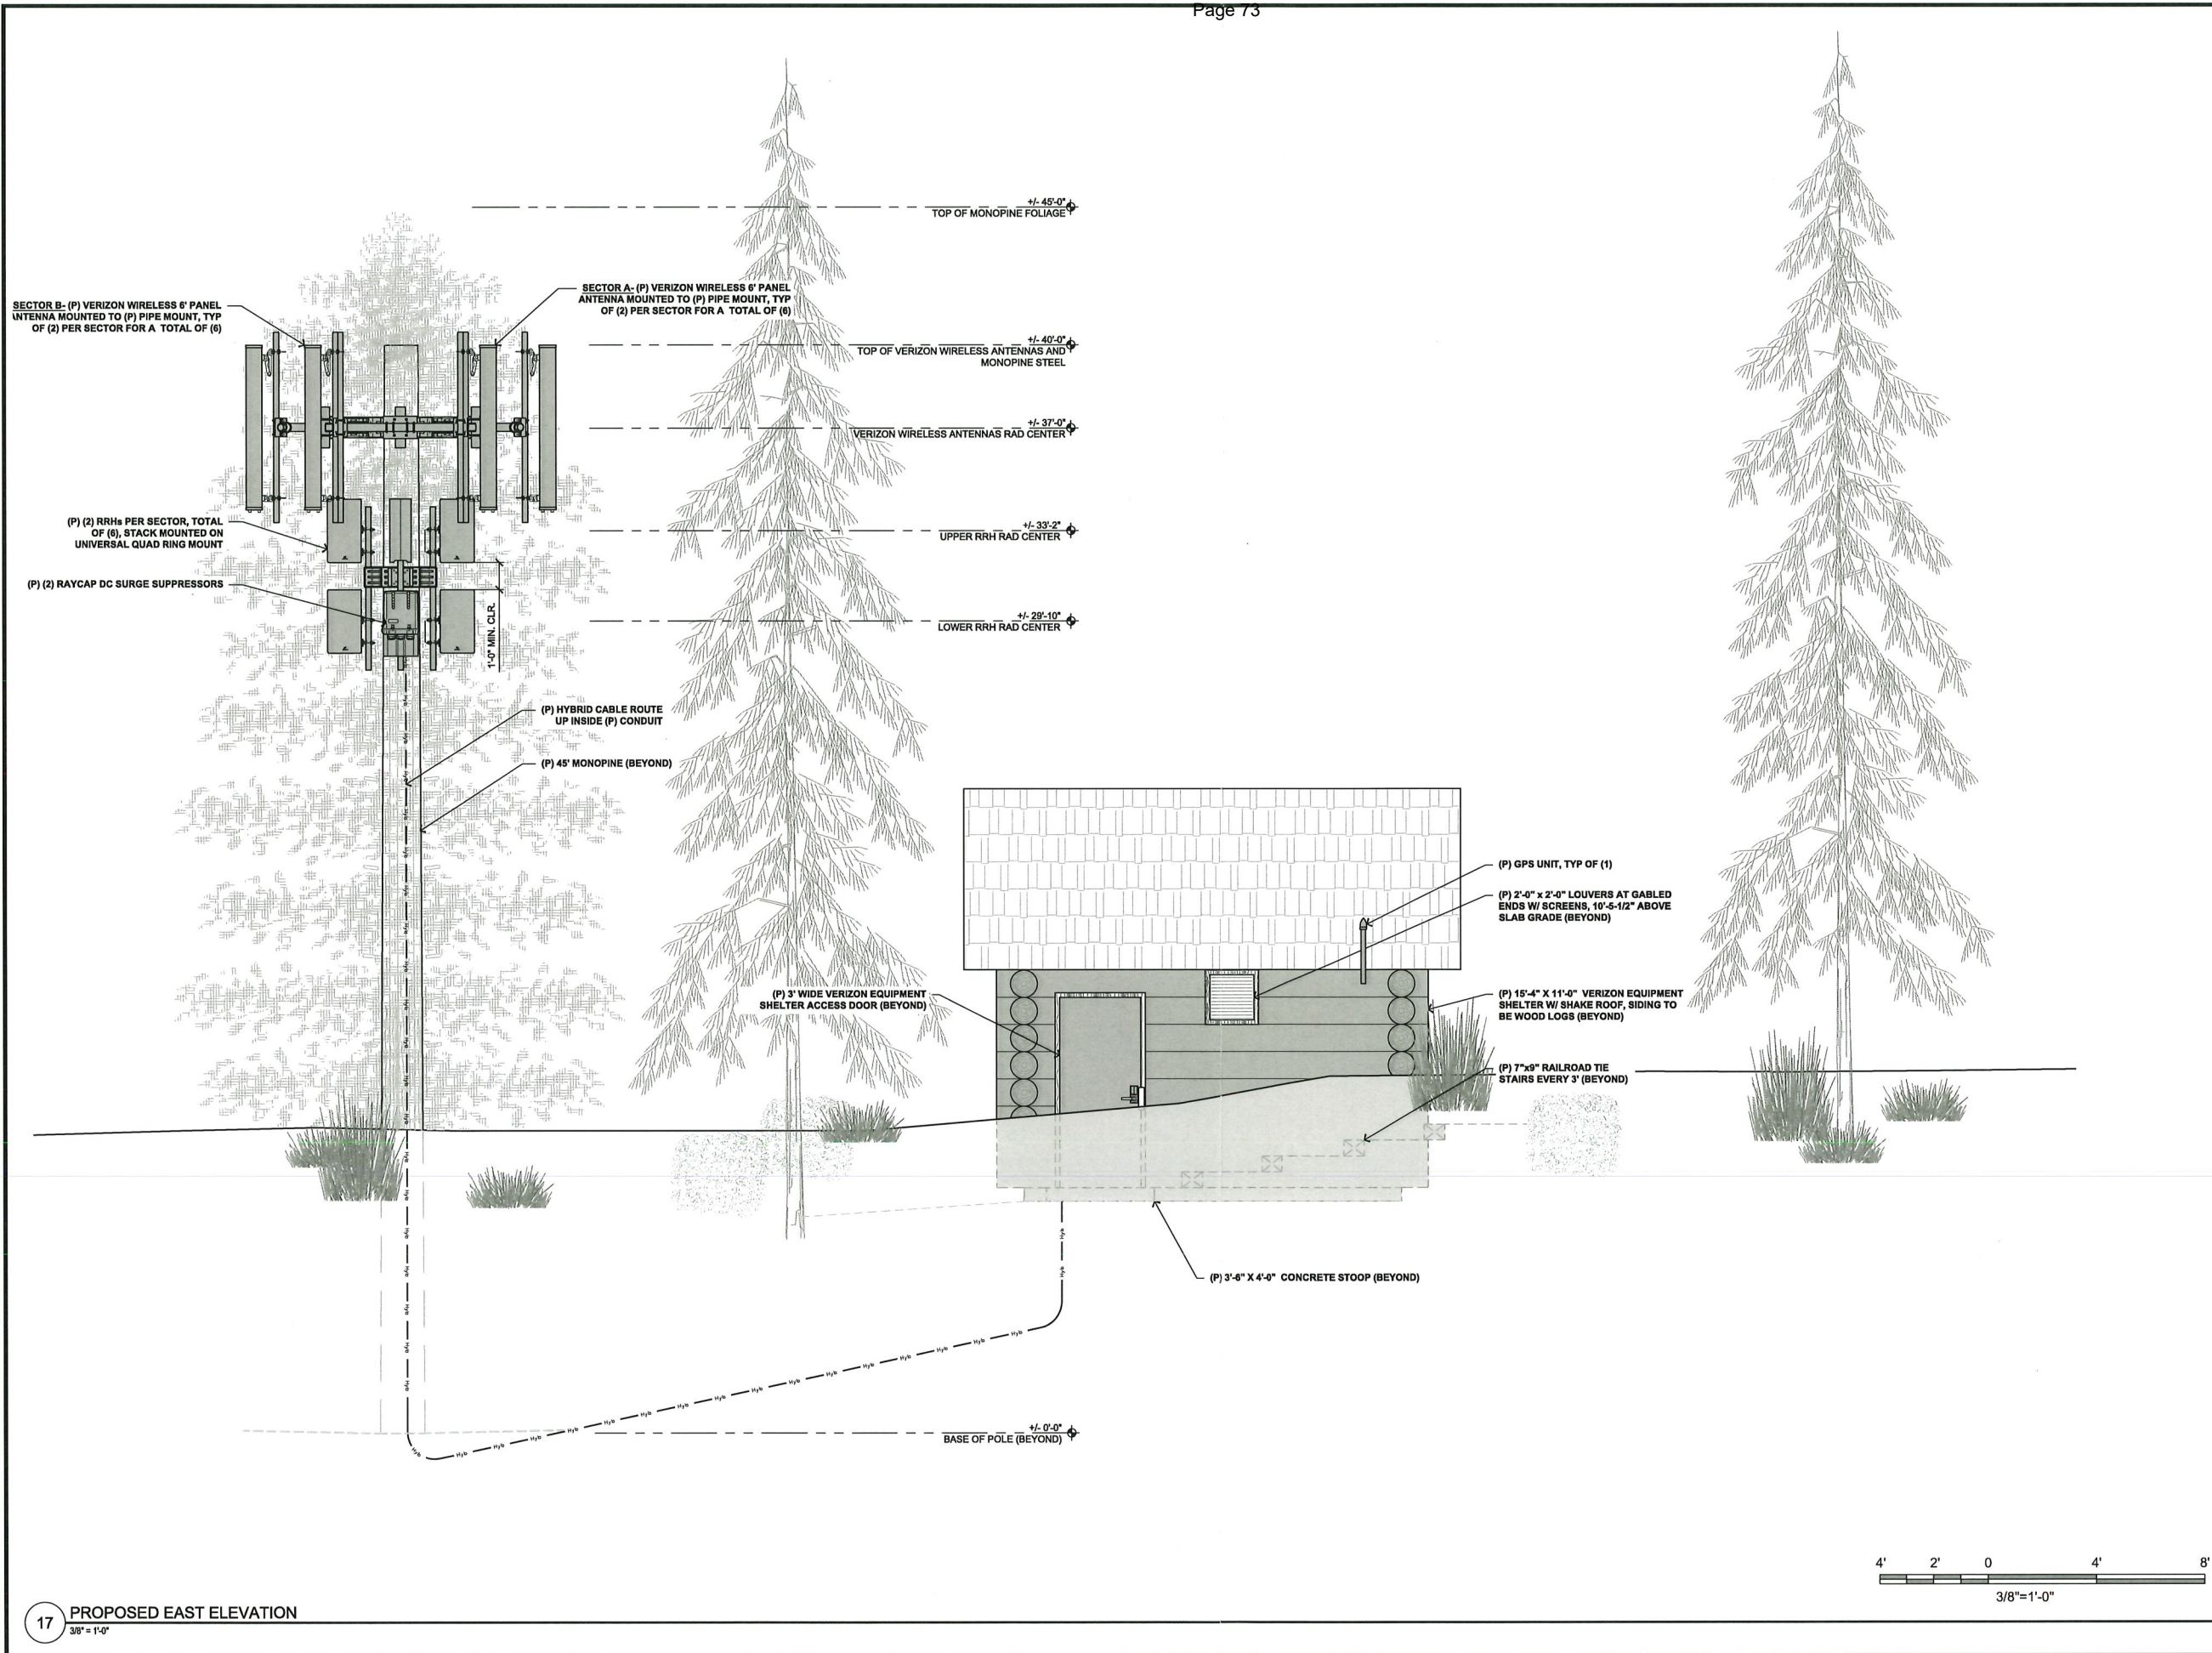 Page 73
+/- 45'-0"
TOP OF MONOPINE FOLIAGE
SECTOR B- (P) VERIZON WIRELESS 6' PANEL
ANTENNA MOUNTED TO (P) PIPE MOUNT, TYP
OF (2) PER SECTOR FOR A TOTAL OF (6)
SECTOR A- (P) VERIZON WIRELESS 6' PANEL
ANTENNA MOUNTED TO (P) PIPE MOUNT, TYP
OF (2) PER SECTOR FOR A TOTAL OF (6)
+/- 40'-0"
TOP OF VERIZON WIRELESS ANTENNAS AND
MONOPINE STEEL
+/- 37'-0"
VERIZON WIRELESS ANTENNAS RAD CENTER
(P) (2) RRHs PER SECTOR, TOTAL
OF (6), STACK MOUNTED ON
UNIVERSAL QUAD RING MOUNT
+/- 33'-2"
UPPER RRH RAD CENTER
(P) (2) RAYCAP DC SURGE SUPPRESSORS
1'-0" MIN. CLR.
+/- 29'-10"
LOWER RRH RAD CENTER
(P) HYBRID CABLE ROUTE
UP INSIDE (P) CONDUIT
(P) 45' MONOPINE (BEYOND)
(P) GPS UNIT, TYP OF (1)
(P) 2'-0" x 2'-0" LOUVERS AT GABLED
ENDS W/ SCREENS, 10'-5-1/2" ABOVE
SLAB GRADE (BEYOND)
(P) 3' WIDE VERIZON EQUIPMENT
SHELTER ACCESS DOOR (BEYOND)
(P) 15'-4" X 11'-0" VERIZON EQUIPMENT
SHELTER W/ SHAKE ROOF, SIDING TO
BE WOOD LOGS (BEYOND)
(P) 7"x9" RAILROAD TIE
STAIRS EVERY 3' (BEYOND)
(P) 3'-6" X 4'-0" CONCRETE STOOP (BEYOND)
Hyb
+/- 0'-0"
BASE OF POLE (BEYOND)
4' 2' 0 4' 8'
3/8"=1'-0"
17 PROPOSED EAST ELEVATION
3/8" = 1'-0"